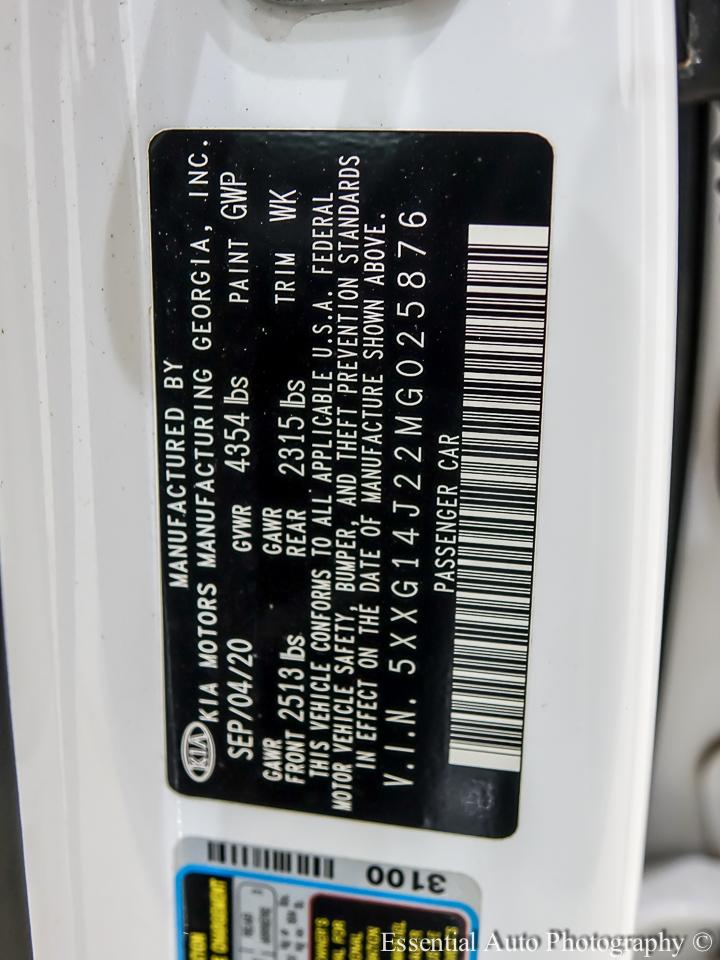 MANUFACTURED BY
KIA KIA MOTORS MANUFACTURING GEORGIA, INC.
SEP/04/20 GVWR 4354 lbs PAINT GWP
GAWR FRONT 2513 lbs GAWR REAR 2315 lbs TRIM WK
THIS VEHICLE CONFORMS TO ALL APPLICABLE U.S.A. FEDERAL
MOTOR VEHICLE SAFETY, BUMPER, AND THEFT PREVENTION STANDARDS
IN EFFECT ON THE DATE OF MANUFACTURE SHOWN ABOVE.
V.I.N. 5XXG14J22MG025876
PASSENGER CAR
3100
Essential Auto Photography ©